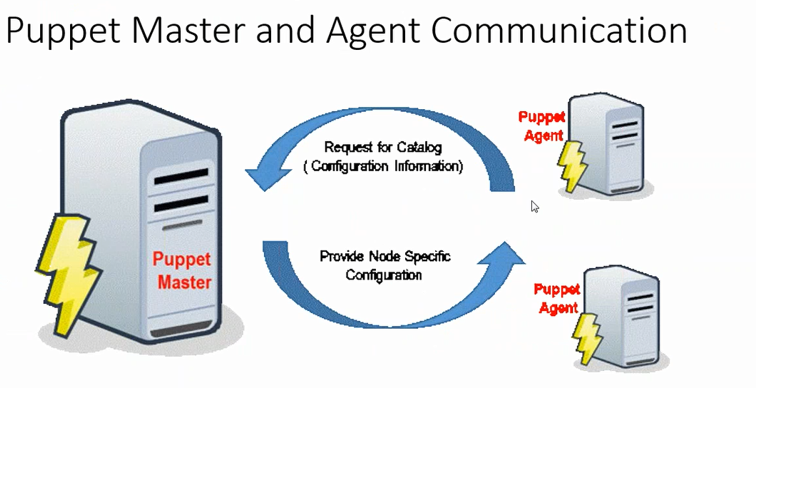 Puppet Master and Agent Communication
Puppet
Agent
Request for Catalog
( Configuration Information)
Puppet
Master
Provide Node Specific
Configuration
Puppet
Agent